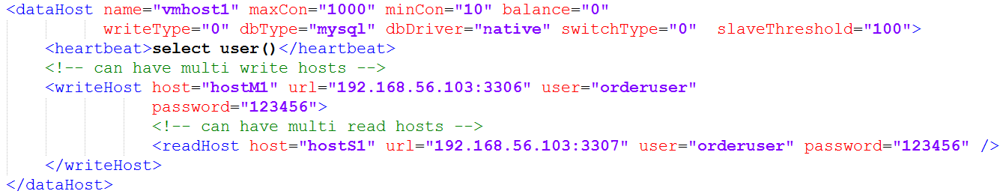 <dataHost name="vmhost1" maxCon="1000" minCon="10" balance="0"
writeType="0" dbType="mysql" dbDriver="native" switchType="0"  slaveThreshold="100">
<heartbeat>select user()</heartbeat>
<!-- can have multi write hosts -->
<writeHost host="hostM1" url="192.168.56.103:3306" user="orderuser"
password="123456">
<!-- can have multi read hosts -->
<readHost host="hostS1" url="192.168.56.103:3307" user="orderuser" password="123456" />
</writeHost>
</dataHost>